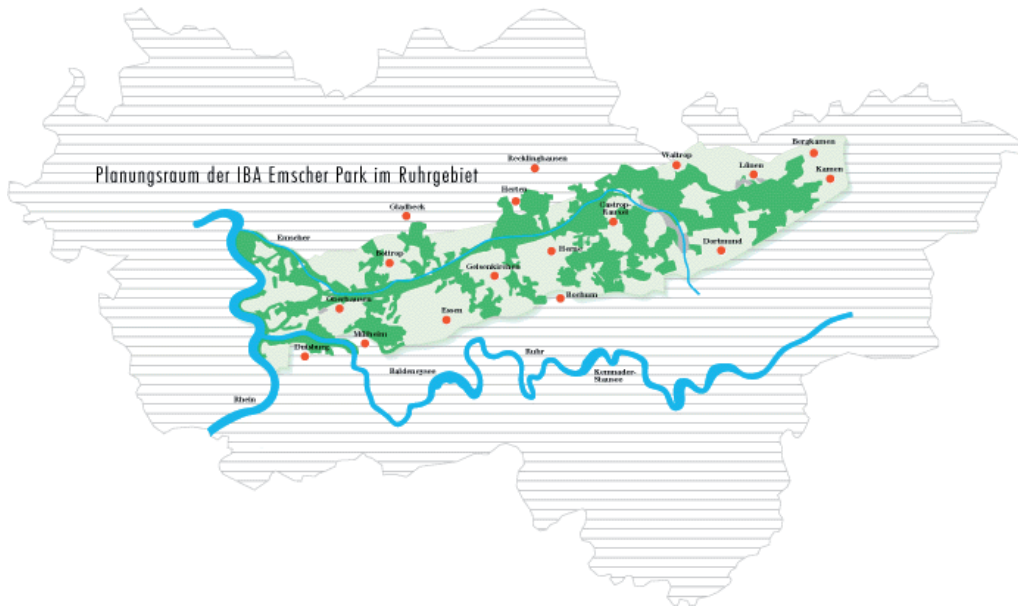 Planungsraum der IBA Emscher Park im Ruhrgebiet
Bergkamen
Waltrop
Recklinghausen
Lünen
Kamen
Herten
Gladbeck
Castrop-
Rauxel
Emscher
Dortmund
Herne
Bottrop
Gelsenkirchen
Bochum
Oberhausen
Essen
Mülheim
Duisburg
Ruhr
Baldeneysee
Kemnader-
Stausee
Rhein